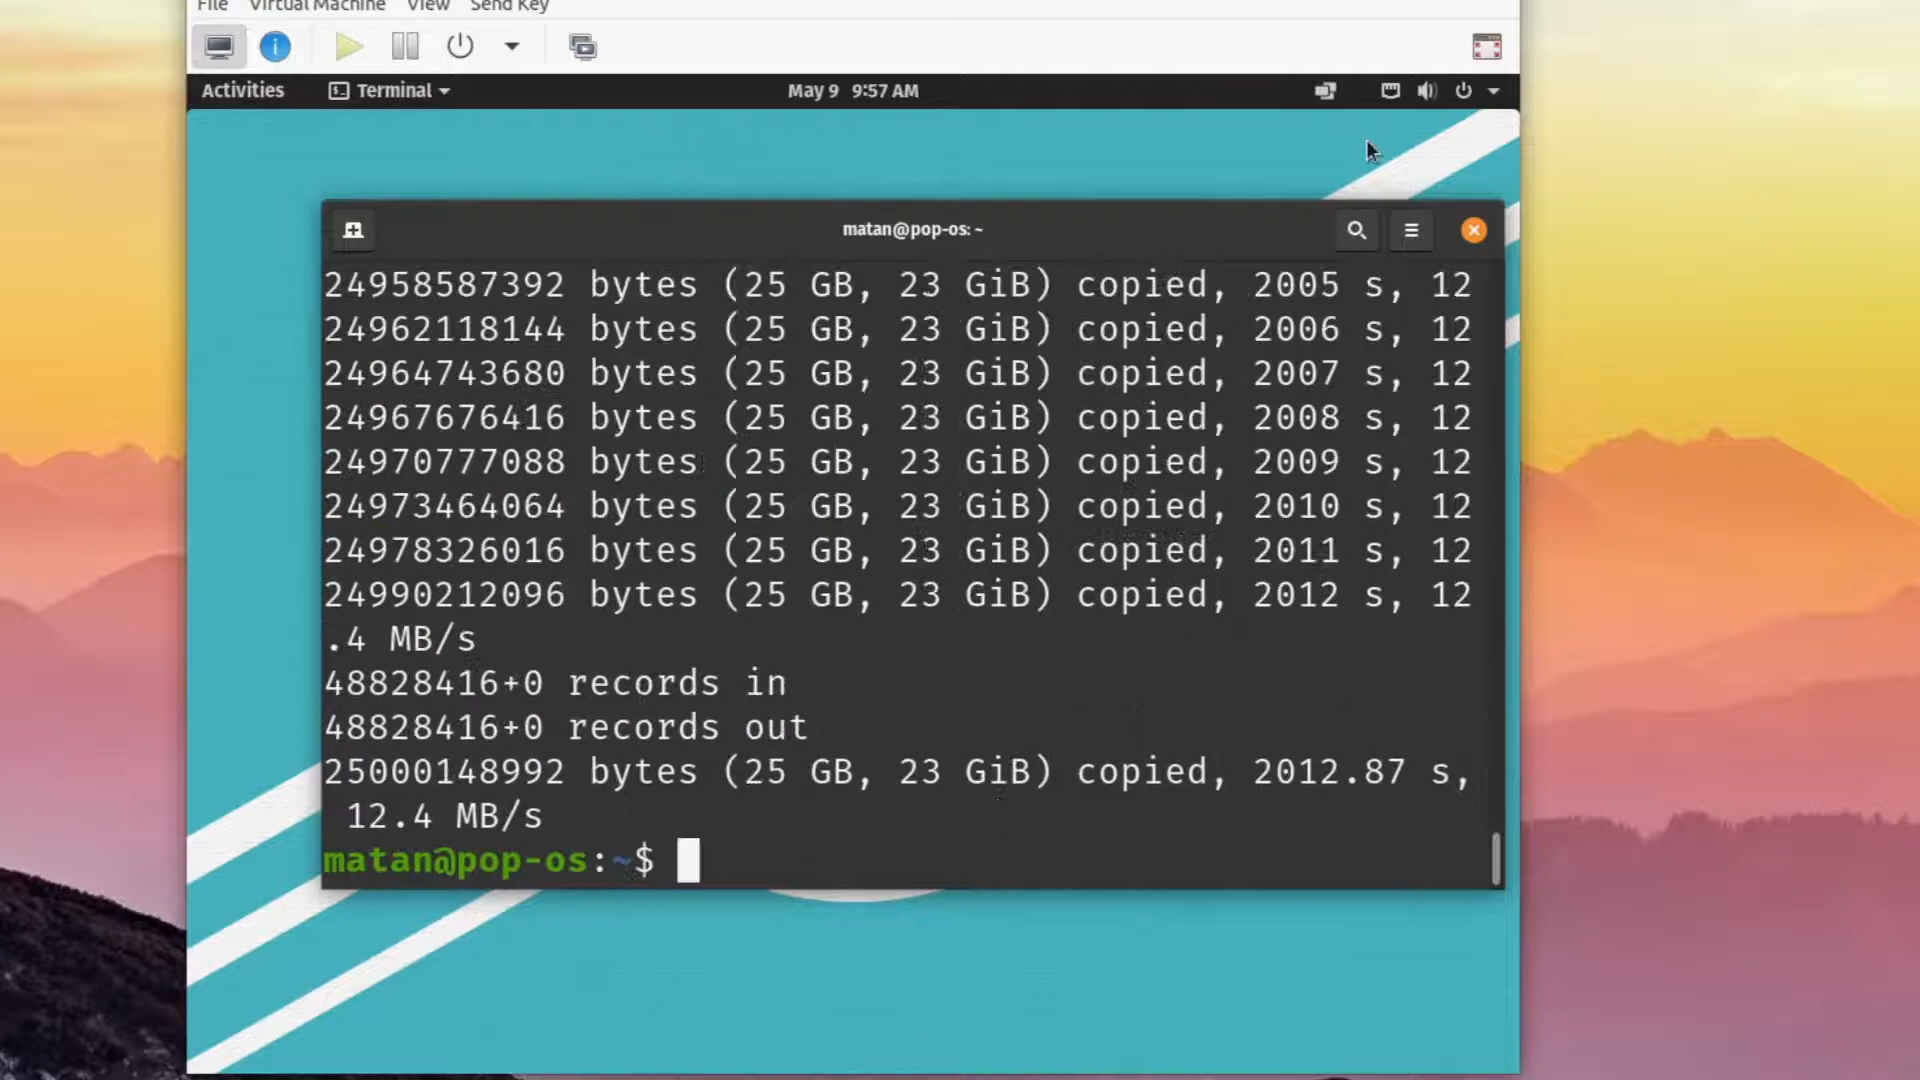 File Virtual Machine View Send Key
Activities Terminal May 9 9:57 AM
matan@pop-os: ~
24958587392 bytes (25 GB, 23 GiB) copied, 2005 s, 12
24962118144 bytes (25 GB, 23 GiB) copied, 2006 s, 12
24964743680 bytes (25 GB, 23 GiB) copied, 2007 s, 12
24967676416 bytes (25 GB, 23 GiB) copied, 2008 s, 12
24970777088 bytes (25 GB, 23 GiB) copied, 2009 s, 12
24973464064 bytes (25 GB, 23 GiB) copied, 2010 s, 12
24978326016 bytes (25 GB, 23 GiB) copied, 2011 s, 12
24990212096 bytes (25 GB, 23 GiB) copied, 2012 s, 12
.4 MB/s
48828416+0 records in
48828416+0 records out
25000148992 bytes (25 GB, 23 GiB) copied, 2012.87 s,
12.4 MB/s
matan@pop-os:~$